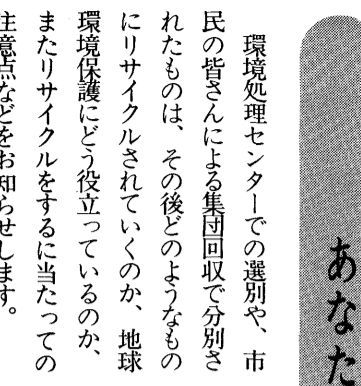 あなた
環境処理センターでの選別や、市
民の皆さんによる集団回収で分別さ
れたものは、その後どのようなもの
にリサイクルされていくのか、地球
環境保護にどう役立っているのか、
またリサイクルをするに当たっての
注意点などをお知らせします。